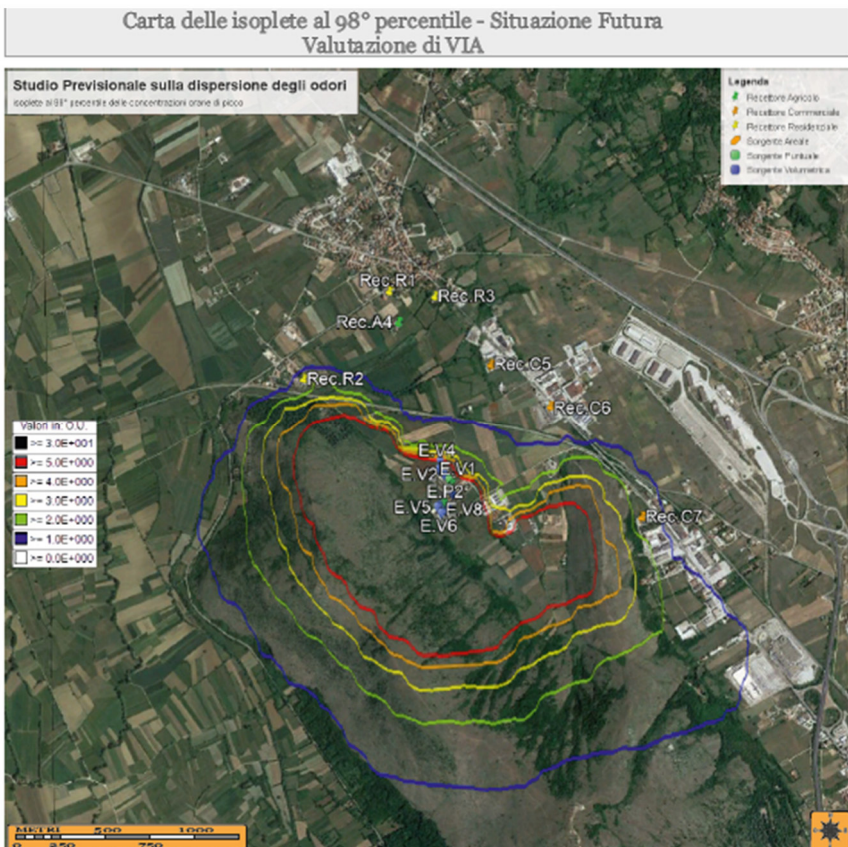 Carta delle isoplete al 98° percentile - Situazione Futura
Valutazione di VIA
Studio Previsionale sulla dispersione degli odori
isoplete al 98° percentile delle concentrazioni orarie di picco
Legenda
Recettore Agricolo
Recettore Commerciale
Recettore Residenziale
Sorgente Areale
Sorgente Puntuale
Sorgente Volumetrica
Rec.R1
Rec.R3
Rec.A4
Rec.C5
Rec.R2
Rec.C6
Valori in: O.U.
>= 3.0E+001
>= 5.0E+000
>= 4.0E+000
>= 3.0E+000
>= 2.0E+000
>= 1.0E+000
>= 0.0E+000
E.V4
E.V2
E.V1
E.P2
E.V5
E.V8
E.V6
Rec.C7
METRI 500 1000
0 250 750